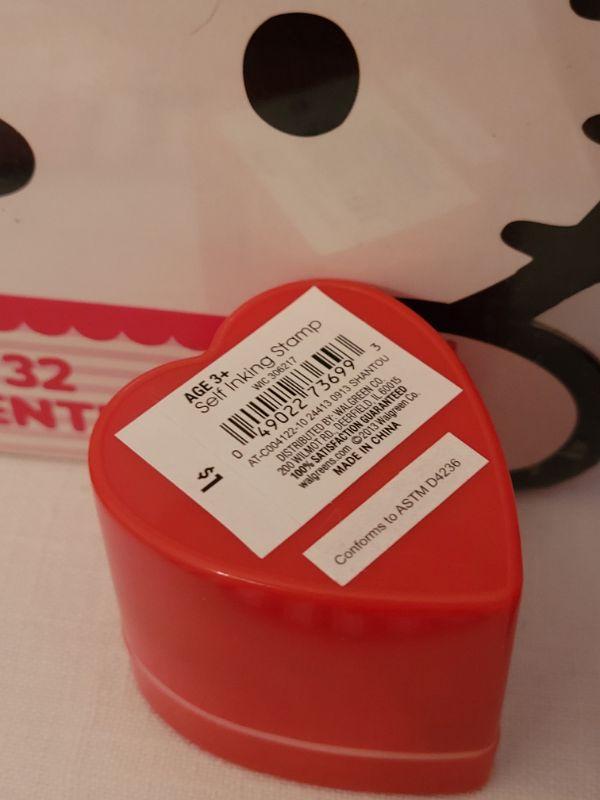 32
ENT
AGE 3+
Self Inking Stamp
WIC 306217
0 49022 73699 3
AT-C004122-10 24413 0913 SHANTOU
DISTRIBUTED BY: WALGREEN CO.
200 WILMOT RD. DEERFIELD, IL 60015
100% SATISFACTION GUARANTEED
walgreens.com ©2013 Walgreen Co.
MADE IN CHINA
$1
Conforms to ASTM D4236